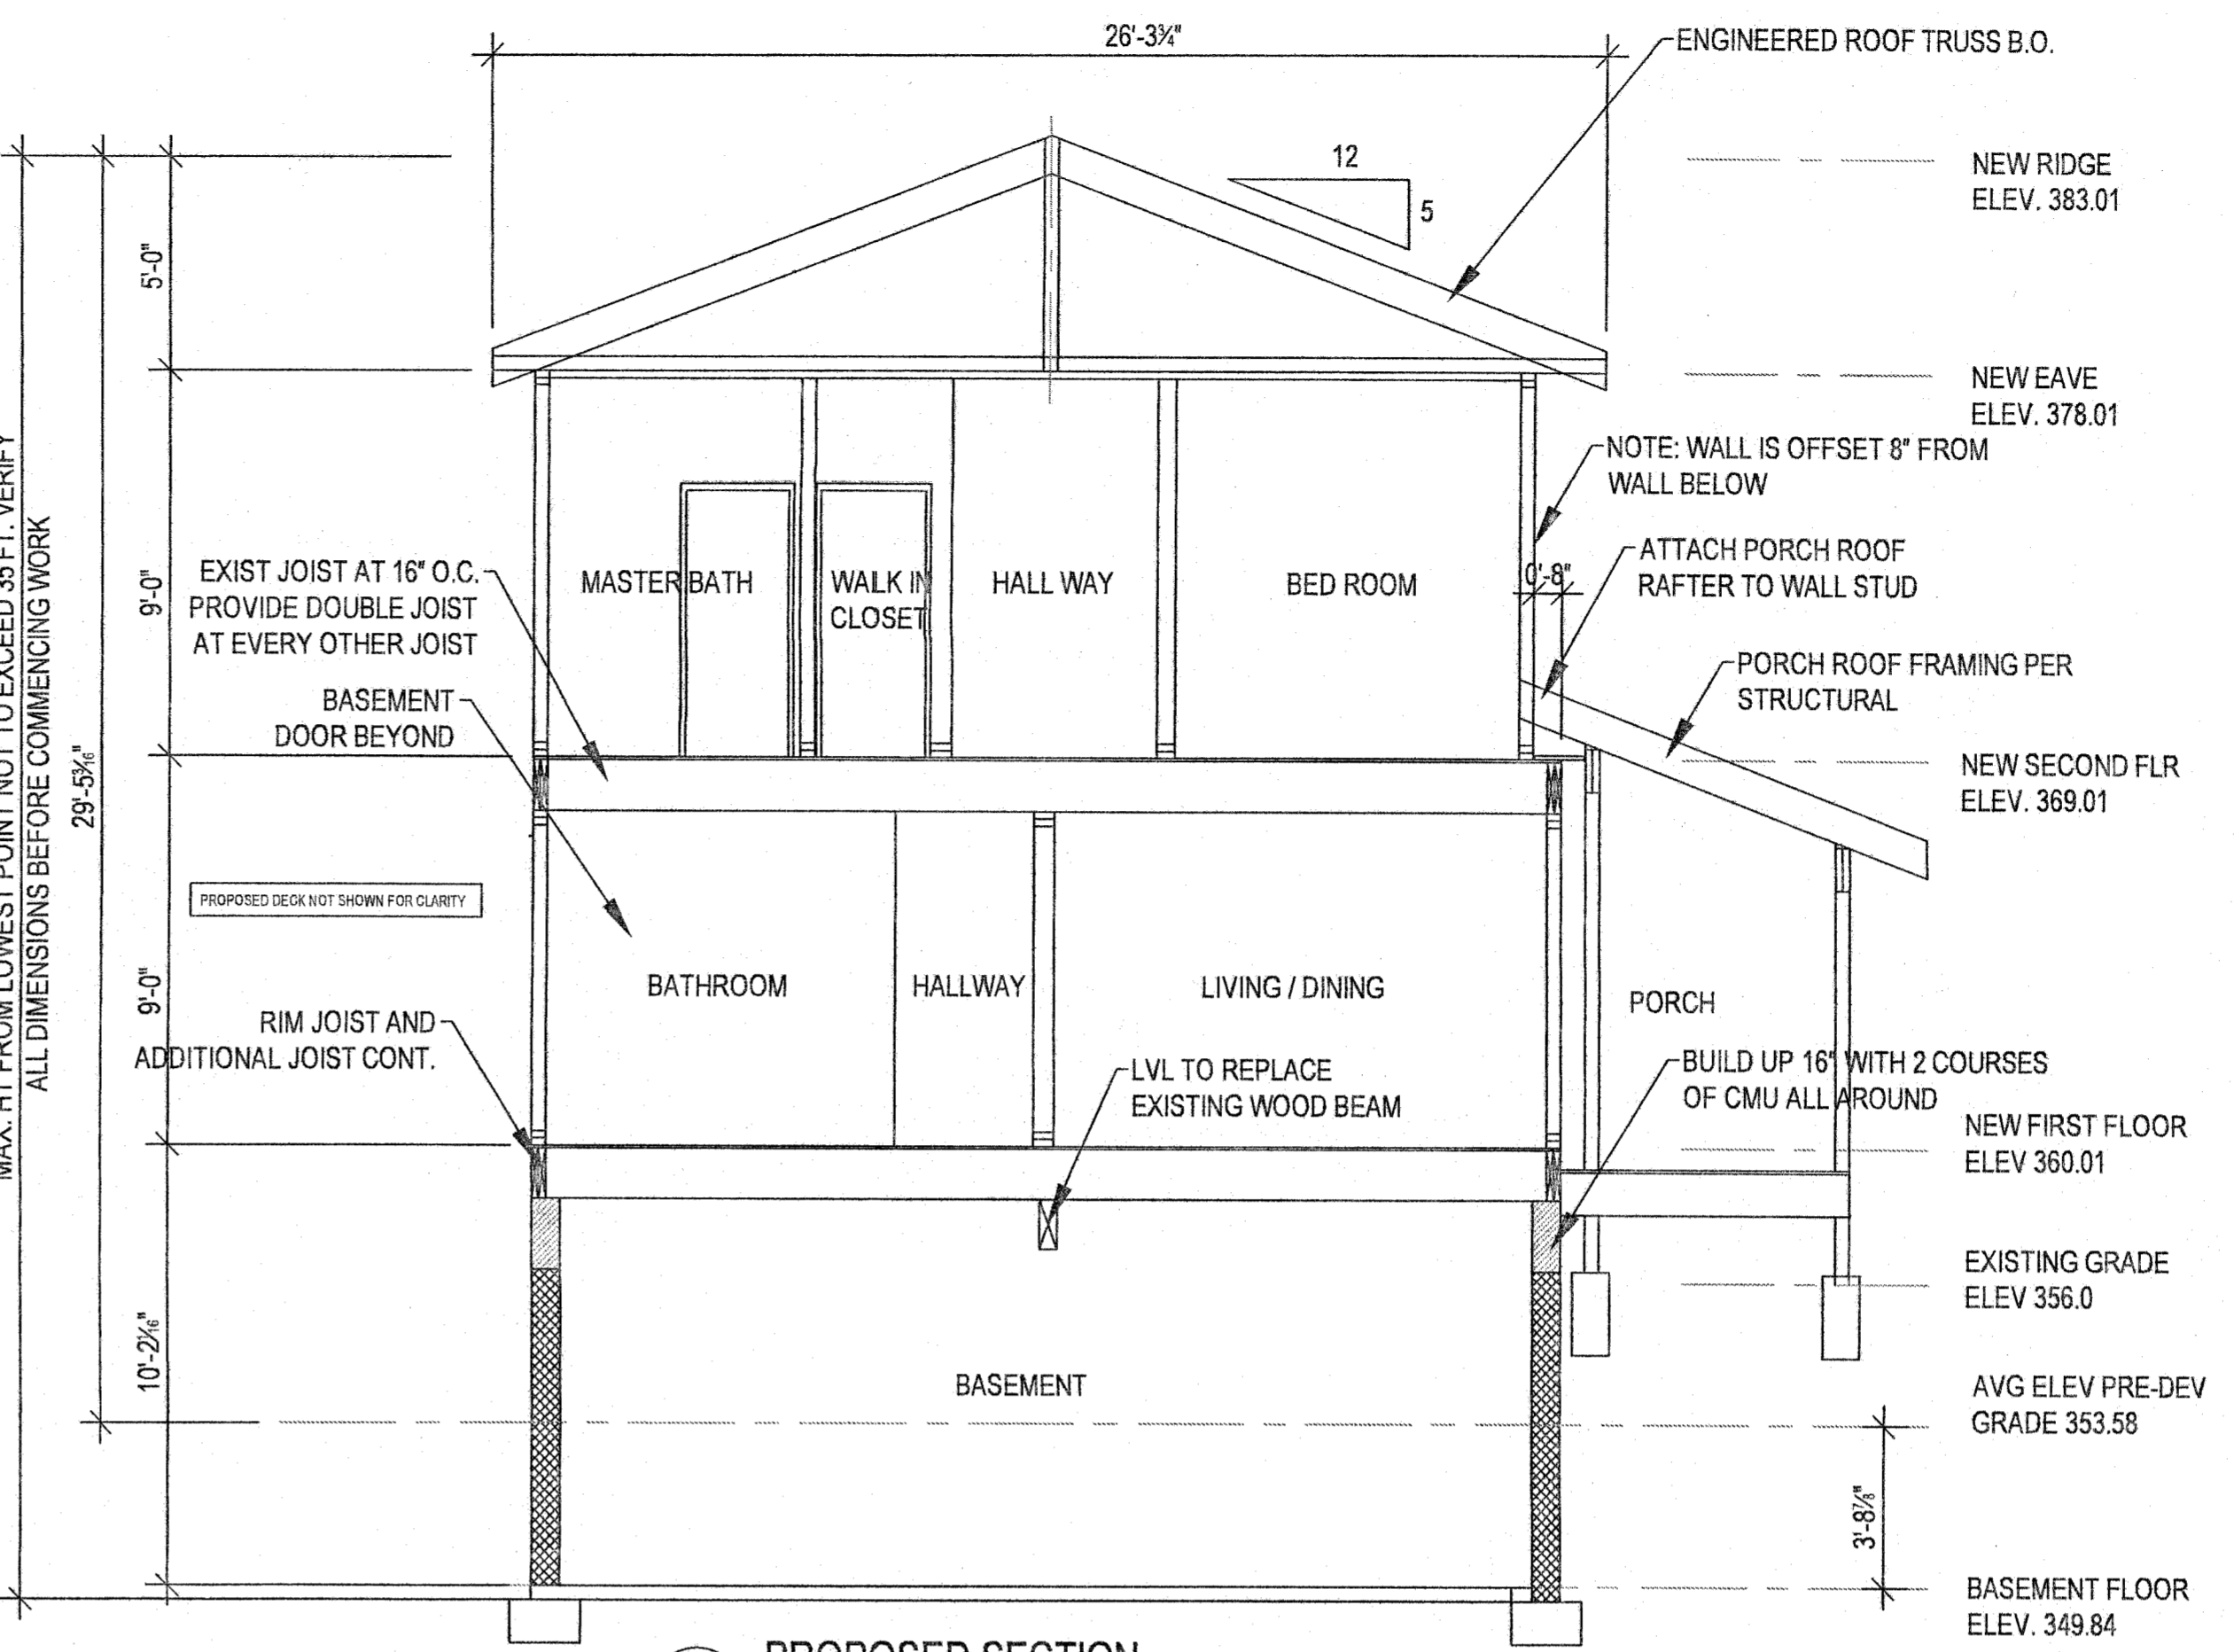 26'-3¾"
ENGINEERED ROOF TRUSS B.O.
12
5
NEW RIDGE
ELEV. 383.01
5'-0"
NEW EAVE
ELEV. 378.01
NOTE: WALL IS OFFSET 8" FROM
WALL BELOW
MAX. HT FROM LOWEST POINT NOT TO EXCEED 35 FT. VERIFY
ALL DIMENSIONS BEFORE COMMENCING WORK
29'-5³⁄₁₆"
9'-0"
EXIST JOIST AT 16" O.C.
PROVIDE DOUBLE JOIST
AT EVERY OTHER JOIST
MASTER BATH
WALK IN
CLOSET
HALL WAY
BED ROOM
0'-8"
ATTACH PORCH ROOF
RAFTER TO WALL STUD
BASEMENT
DOOR BEYOND
PORCH ROOF FRAMING PER
STRUCTURAL
NEW SECOND FLR
ELEV. 369.01
PROPOSED DECK NOT SHOWN FOR CLARITY
9'-0"
BATHROOM
HALLWAY
LIVING / DINING
PORCH
RIM JOIST AND
ADDITIONAL JOIST CONT.
LVL TO REPLACE
EXISTING WOOD BEAM
BUILD UP 16" WITH 2 COURSES
OF CMU ALL AROUND
NEW FIRST FLOOR
ELEV 360.01
EXISTING GRADE
ELEV 356.0
10'-2¹⁄₁₆"
BASEMENT
AVG ELEV PRE-DEV
GRADE 353.58
3'-8⅞"
BASEMENT FLOOR
ELEV. 349.84
PROPOSED SECTION